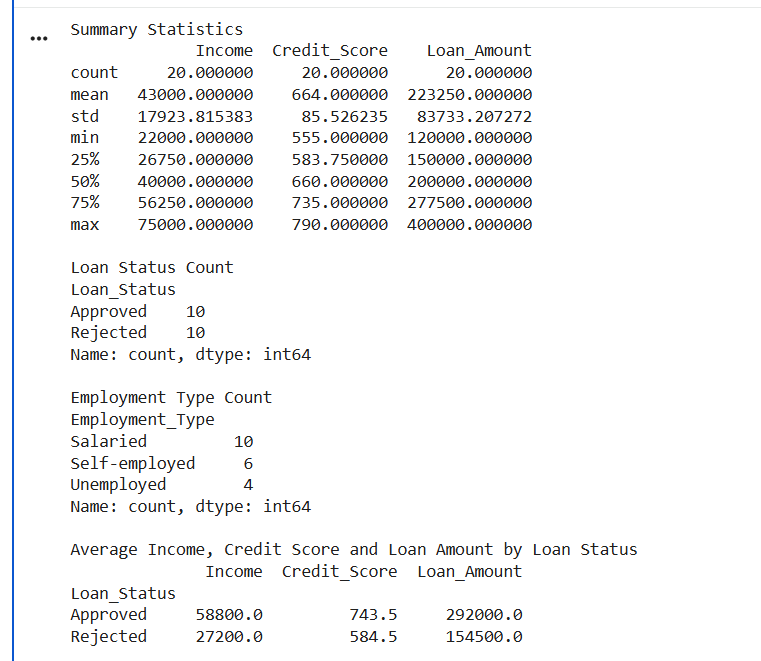 Summary Statistics
Income Credit_Score Loan_Amount
count 20.000000 20.000000 20.000000
mean 43000.000000 664.000000 223250.000000
std 17923.815383 85.526235 83733.207272
min 22000.000000 555.000000 120000.000000
25% 26750.000000 583.750000 150000.000000
50% 40000.000000 660.000000 200000.000000
75% 56250.000000 735.000000 277500.000000
max 75000.000000 790.000000 400000.000000
Loan Status Count
Loan_Status
Approved 10
Rejected 10
Name: count, dtype: int64
Employment Type Count
Employment_Type
Salaried 10
Self-employed 6
Unemployed 4
Name: count, dtype: int64
Average Income, Credit Score and Loan Amount by Loan Status
Income Credit_Score Loan_Amount
Loan_Status
Approved 58800.0 743.5 292000.0
Rejected 27200.0 584.5 154500.0